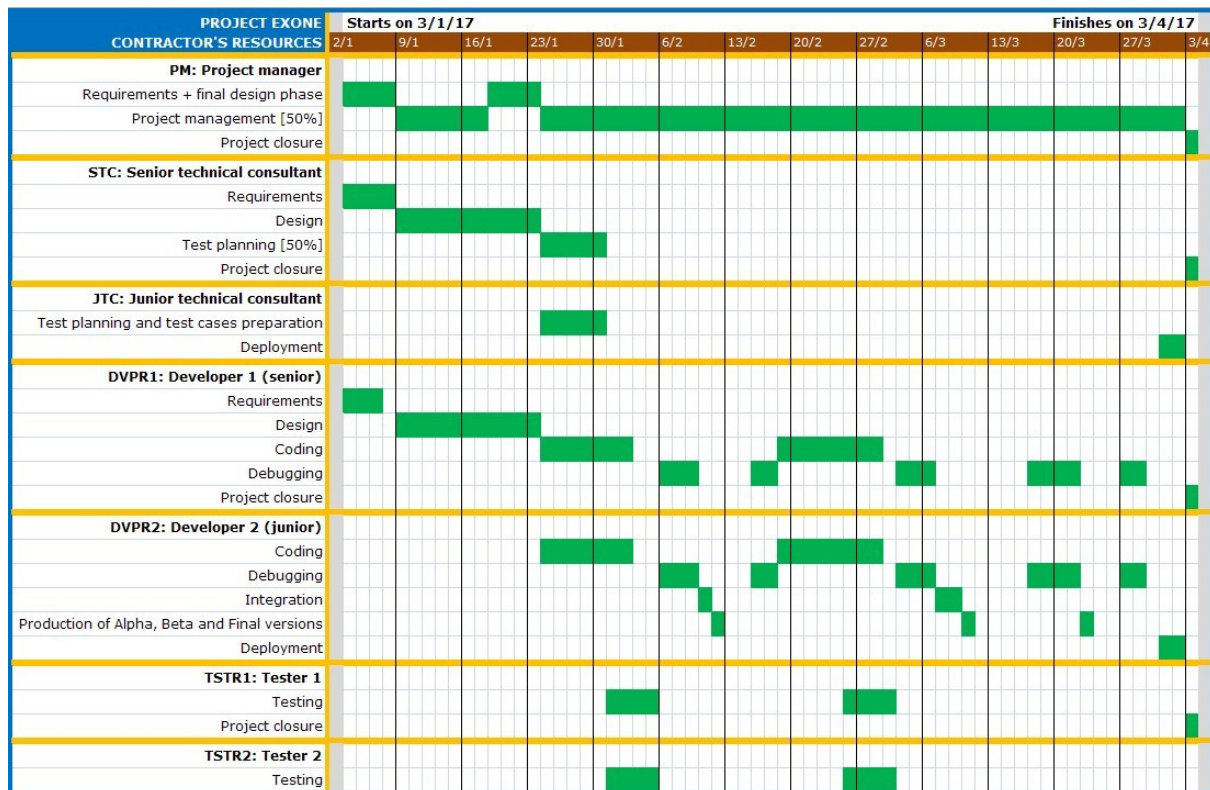 PROJECT EXONE Starts on 3/1/17 Finishes on 3/4/17
CONTRACTOR'S RESOURCES 2/1 9/1 16/1 23/1 30/1 6/2 13/2 20/2 27/2 6/3 13/3 20/3 27/3 3/4
PM: Project manager
Requirements + final design phase
Project management [50%]
Project closure
STC: Senior technical consultant
Requirements
Design
Test planning [50%]
Project closure
JTC: Junior technical consultant
Test planning and test cases preparation
Deployment
DVPR1: Developer 1 (senior)
Requirements
Design
Coding
Debugging
Project closure
DVPR2: Developer 2 (junior)
Coding
Debugging
Integration
Production of Alpha, Beta and Final versions
Deployment
TSTR1: Tester 1
Testing
Project closure
TSTR2: Tester 2
Testing